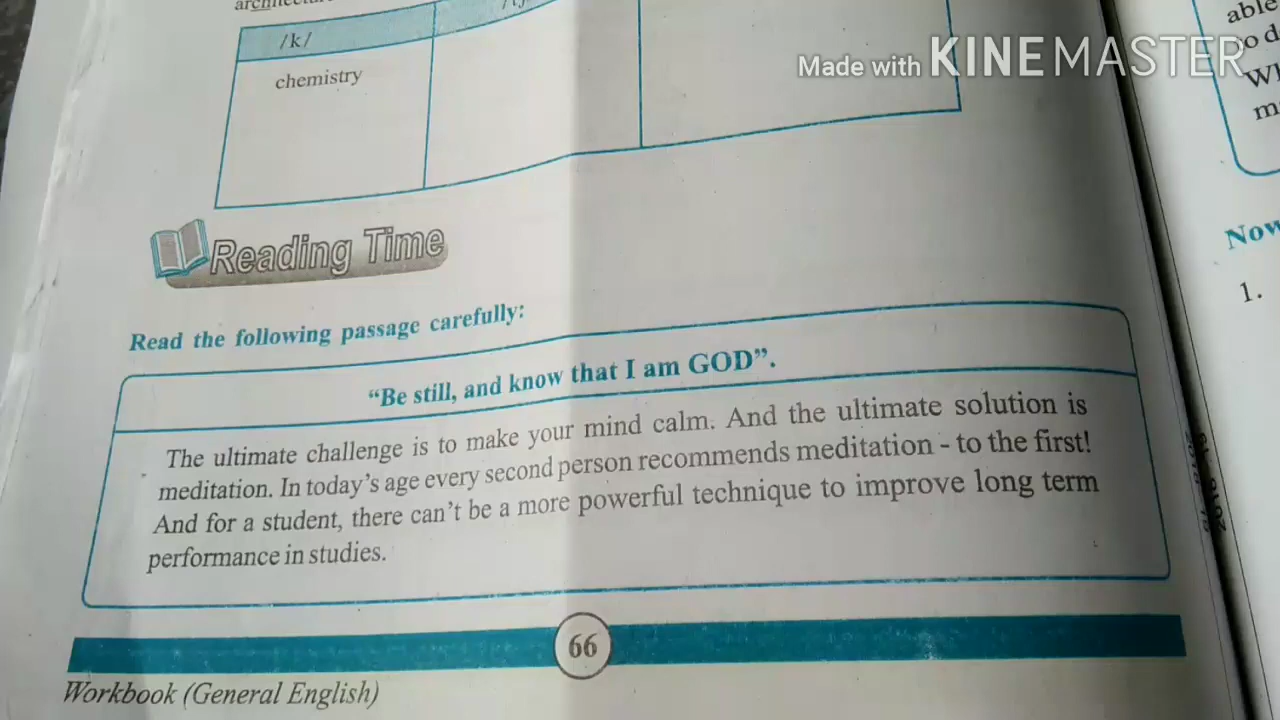 architecture
/k/
chemistry
Made with KINEMASTER
Reading Time
Read the following passage carefully:
“Be still, and know that I am GOD”.
The ultimate challenge is to make your mind calm. And the ultimate solution is
meditation. In today’s age every second person recommends meditation - to the first!
And for a student, there can’t be a more powerful technique to improve long term
performance in studies.
66
Workbook (General English)
able
Now
1.